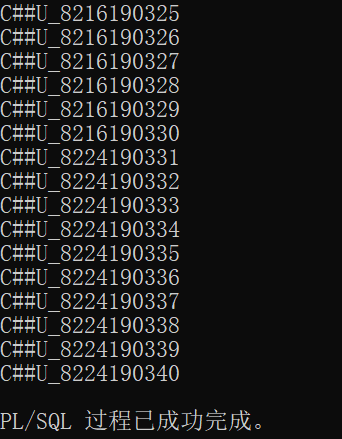 C##U_8216190325
C##U_8216190326
C##U_8216190327
C##U_8216190328
C##U_8216190329
C##U_8216190330
C##U_8224190331
C##U_8224190332
C##U_8224190333
C##U_8224190334
C##U_8224190335
C##U_8224190336
C##U_8224190337
C##U_8224190338
C##U_8224190339
C##U_8224190340
PL/SQL 过程已成功完成。